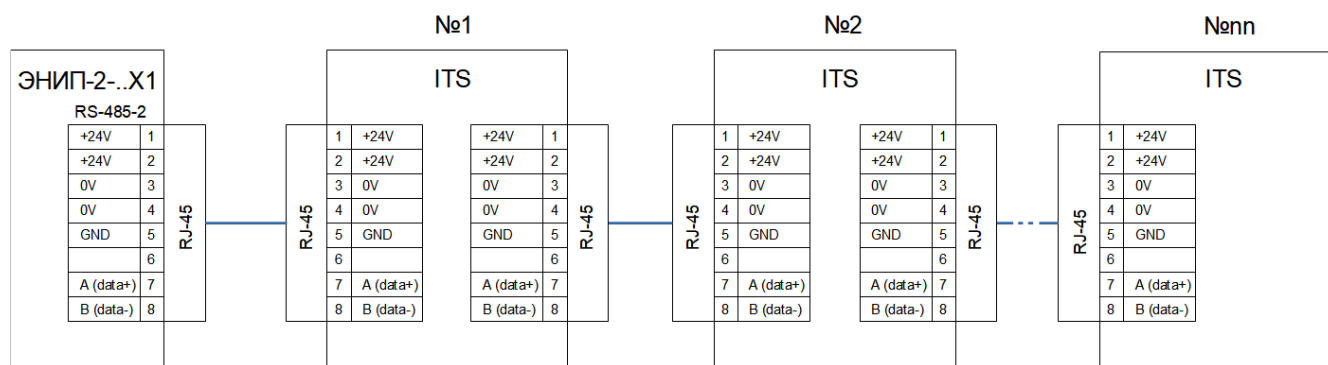 №1 №2 №nn
ЭНИП-2-..X1 ITS ITS ITS
RS-485-2
+24V 1 1 +24V +24V 1 1 +24V +24V 1 1 +24V
+24V 2 2 +24V +24V 2 2 +24V +24V 2 2 +24V
0V 3 3 0V 0V 3 3 0V 0V 3 3 0V
0V 4 4 0V 0V 4 4 0V 0V 4 4 0V
GND 5 5 GND GND 5 5 GND GND 5 5 GND
6 6 6 6 6 6
A (data+) 7 7 A (data+) A (data+) 7 7 A (data+) A (data+) 7 7 A (data+)
B (data-) 8 8 B (data-) B (data-) 8 8 B (data-) B (data-) 8 8 B (data-)
RJ-45
RJ-45
RJ-45
RJ-45
RJ-45
RJ-45